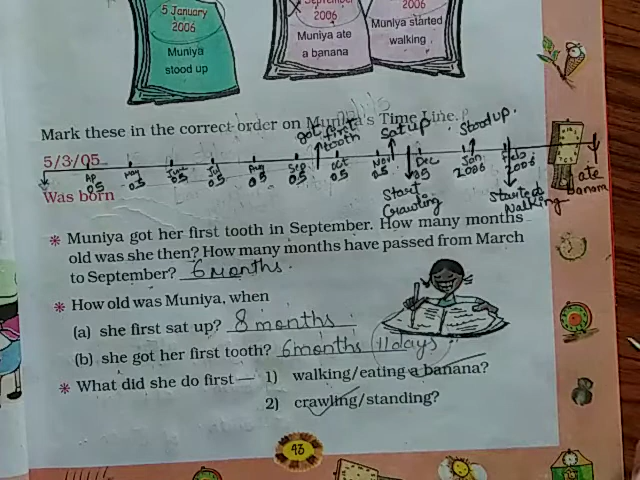 5 January
2006
Muniya
stood up
September
2006
Muniya ate
a banana
2006
Muniya started
walking
Mark these in the correct order on Muniya's Time Line.
got first
tooth
Sat up
Stood up
5/3/05
Ap
05
May
05
June
05
Jul
05
Aug
05
Sep
05
Oct
05
Nov
05
Dec
05
Jan
2006
Feb
2006
Was born
Start
Crawling
Started
Walking
ate
banana
* Muniya got her first tooth in September. How many months
old was she then? How many months have passed from March
to September? 6 Months.
* How old was Muniya, when
(a) she first sat up? 8 months
(b) she got her first tooth? 6 months 11 days
* What did she do first— 1) walking/eating a banana?
2) crawling/standing?
93